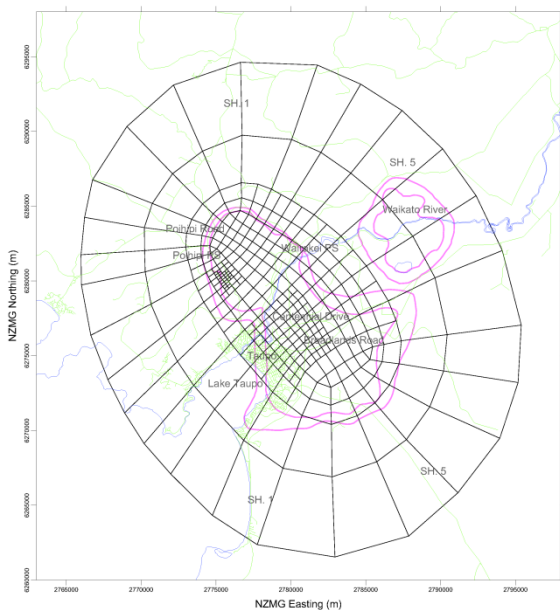 6295000
SH. 1
6290000
SH. 5
6285000
Waikato River
Poihipi Road
Wairakei PS
Poihipi PS
6280000
NZMG Northing (m)
Centennial Drive
Broadlands Road
6275000
Taupo
Lake Taupo
6270000
SH. 5
SH. 1
6265000
6260000
2765000 2770000 2775000 2780000 2785000 2790000 2795000
NZMG Easting (m)